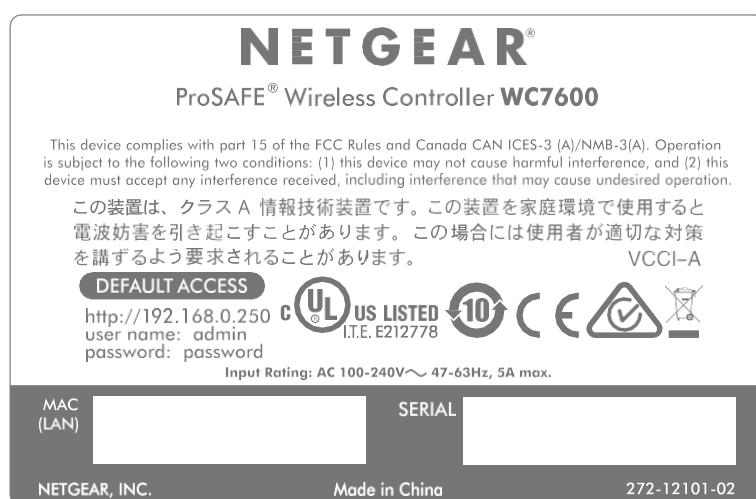 NETGEAR®
ProSAFE® Wireless Controller WC7600
This device complies with part 15 of the FCC Rules and Canada CAN ICES-3 (A)/NMB-3(A). Operation
is subject to the following two conditions: (1) this device may not cause harmful interference, and (2) this
device must accept any interference received, including interference that may cause undesired operation.
この装置は、クラス A 情報技術装置です。この装置を家庭環境で使用すると
電波妨害を引き起こすことがあります。この場合には使用者が適切な対策
を講ずるよう要求されることがあります。 VCCI-A
DEFAULT ACCESS
http://192.168.0.250
user name: admin
password: password
C UL® US LISTED
I.T.E. E212778
10
CE
Input Rating: AC 100-240V～ 47-63Hz, 5A max.
MAC
(LAN)
SERIAL
NETGEAR, INC. Made in China 272-12101-02